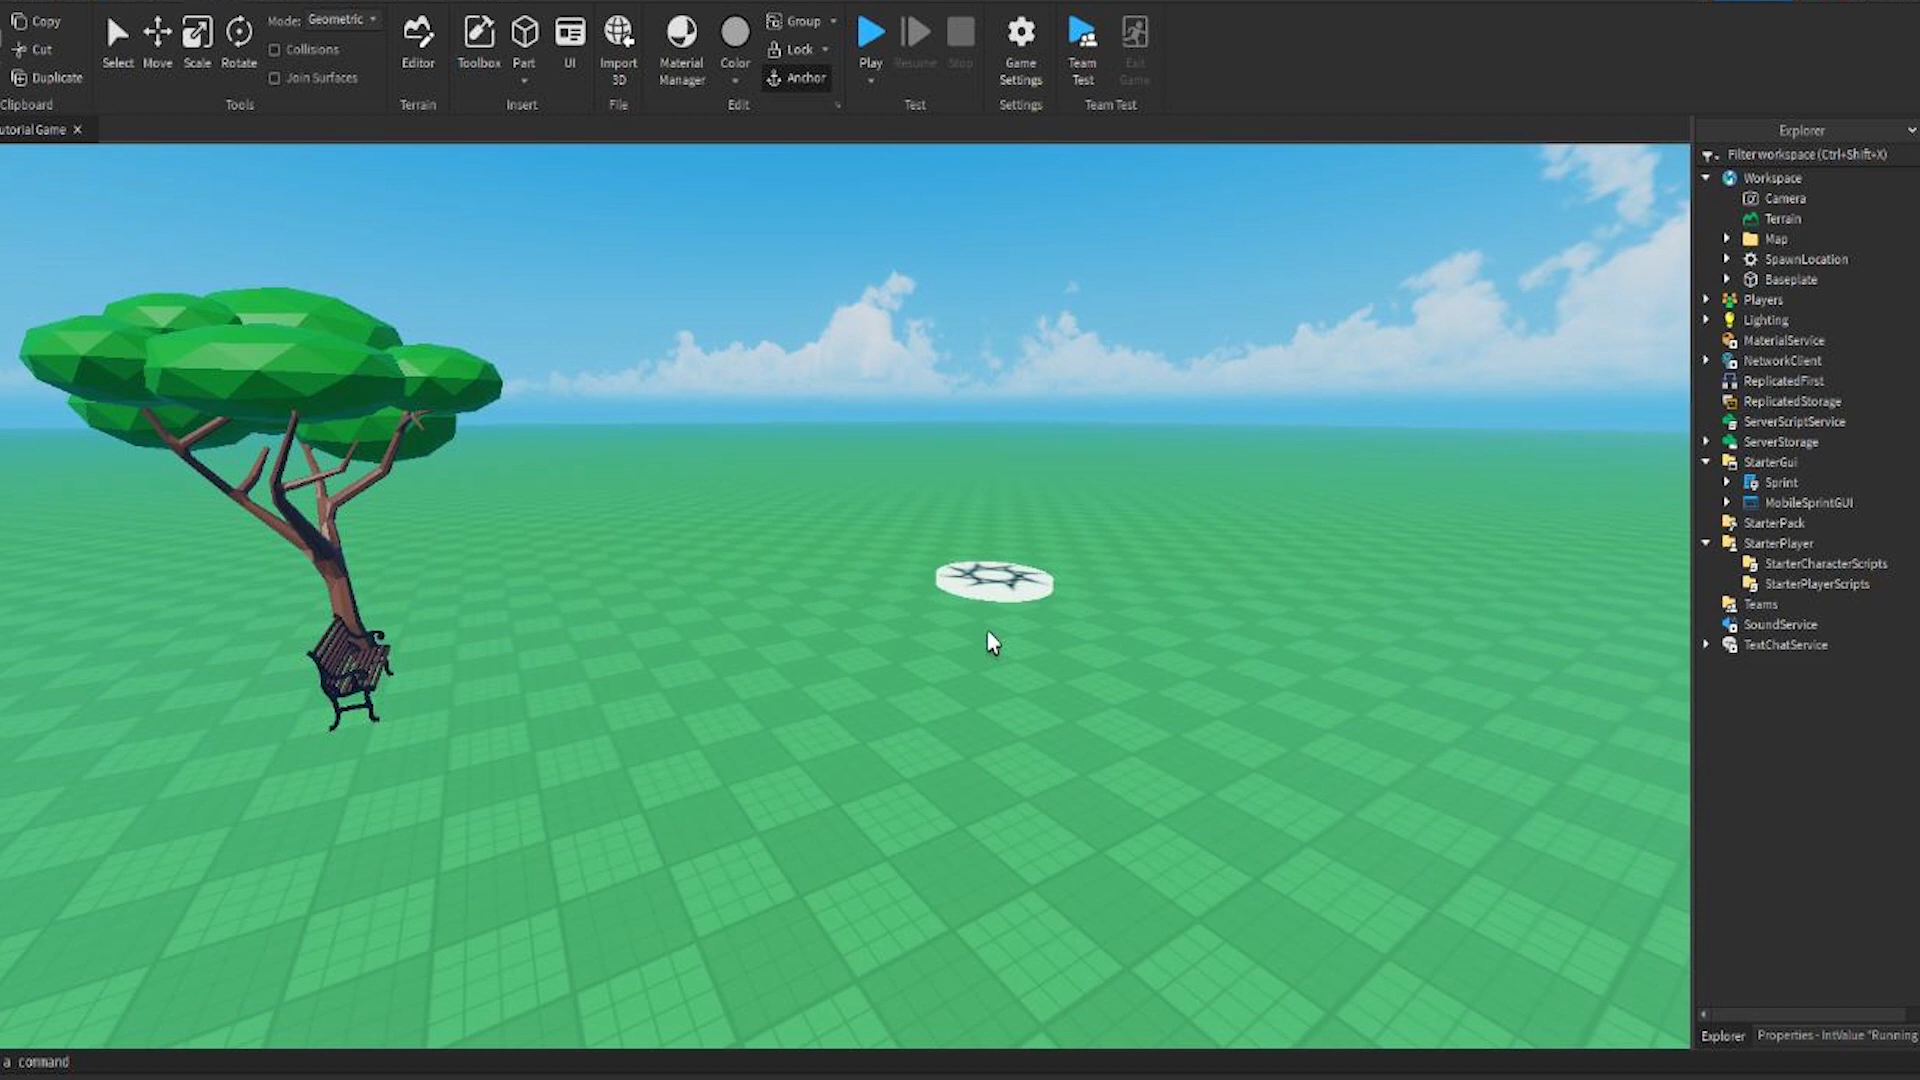 Copy
Cut
Duplicate
Clipboard
Select Move Scale Rotate
Mode: Geometric
Collisions
Join Surfaces
Tools
Editor
Terrain
Toolbox Part UI
Insert
Import
3D
File
Material
Manager
Color
Group
Lock
Anchor
Edit
Play Resume Stop
Test
Game
Settings
Settings
Team
Test
Exit
Game
Team Test
utorial Game
Explorer
Filter workspace (Ctrl+Shift+X)
Workspace
Camera
Terrain
Map
SpawnLocation
Baseplate
Players
Lighting
MaterialService
NetworkClient
ReplicatedFirst
ReplicatedStorage
ServerScriptService
ServerStorage
StarterGui
Sprint
MobileSprintGUI
StarterPack
StarterPlayer
StarterCharacterScripts
StarterPlayerScripts
Teams
SoundService
TextChatService
Explorer Properties - IntValue "Running
a command